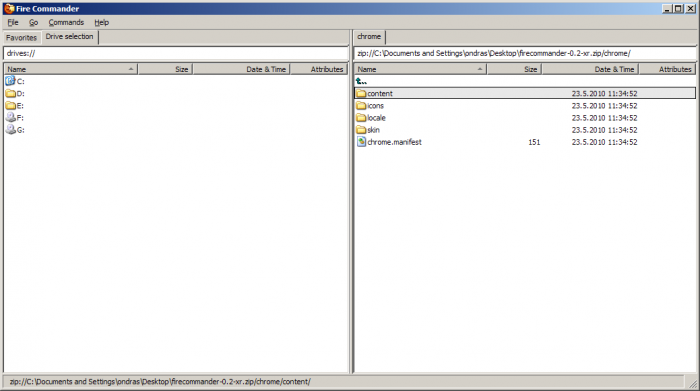 Fire Commander
File Go Commands Help
Favorites Drive selection
drives://
Name Size Date & Time Attributes
C:
D:
E:
F:
G:
chrome
zip://C:\Documents and Settings\ondras\Desktop\firecommander-0.2-xr.zip/chrome/
Name Size Date & Time Attributes
..
content 23.5.2010 11:34:52
icons 23.5.2010 11:34:52
locale 23.5.2010 11:34:52
skin 23.5.2010 11:34:52
chrome.manifest 151 23.5.2010 11:34:52
zip://C:\Documents and Settings\ondras\Desktop\firecommander-0.2-xr.zip/chrome/content/